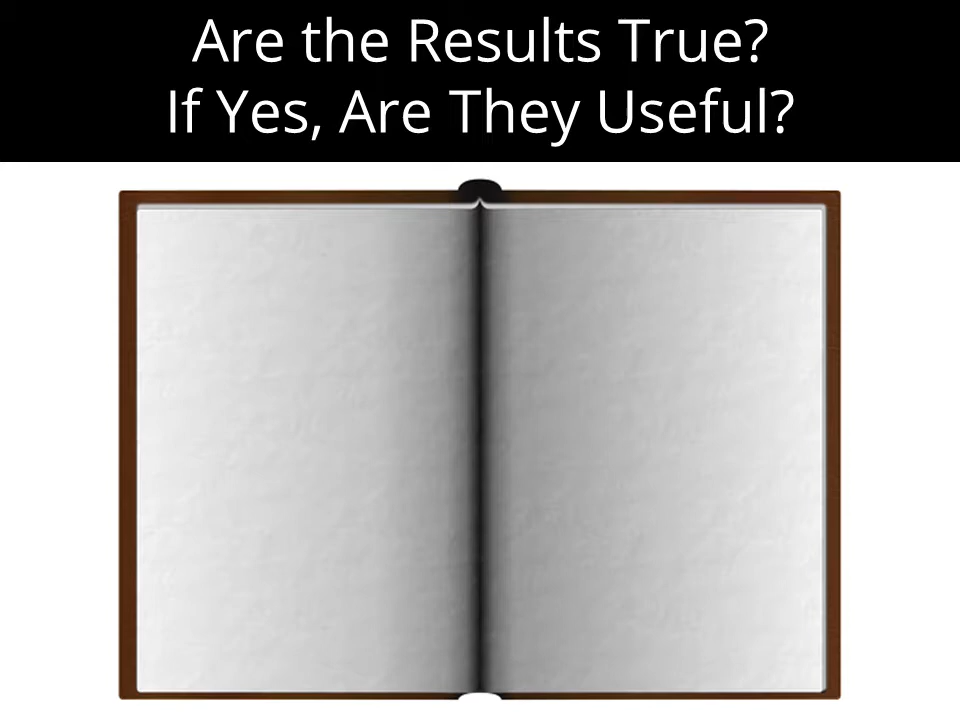 Are the Results True?
If Yes, Are They Useful?